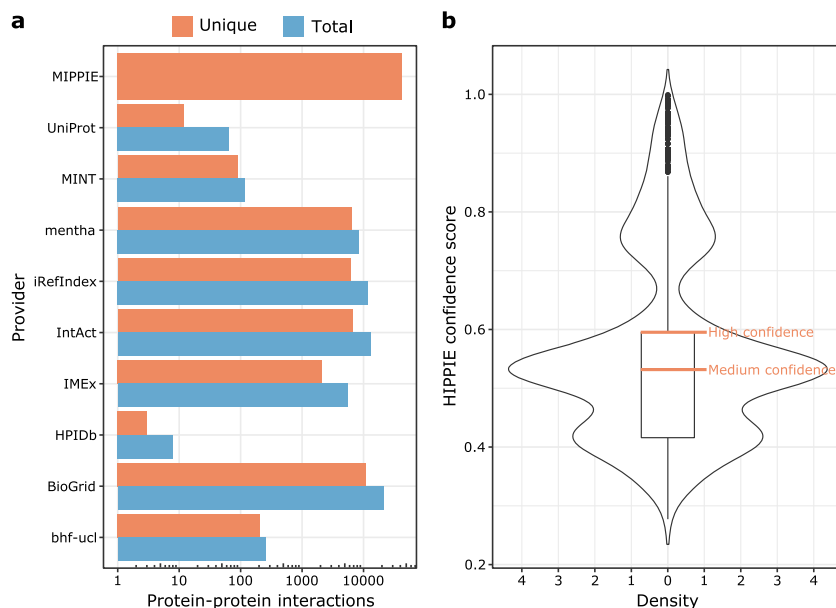 a
Unique
Total
Provider
MIPPIE
UniProt
MINT
mentha
iRefIndex
IntAct
IMEx
HPIDb
BioGrid
bhf-ucl
1 10 100 1000 10000
Protein-protein interactions
b
HIPPIE confidence score
1.0
0.8
0.6
0.4
0.2
High confidence
Medium confidence
4 3 2 1 0 1 2 3 4
Density